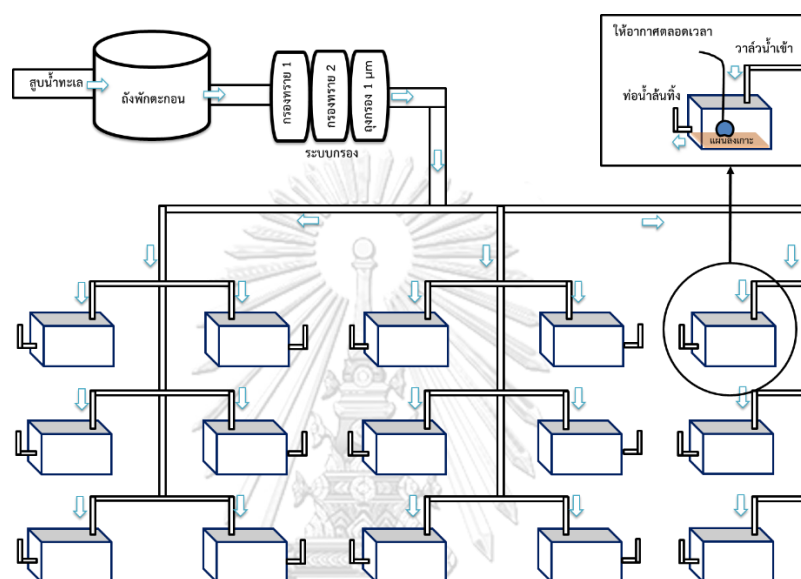 สูบน้ำทะเล
ถังพักตะกอน
กรองทราย 1
กรองทราย 2
ถุงกรอง 1 µm
ระบบกรอง
ให้อากาศตลอดเวลา
วาล์วน้ำเข้า
ท่อน้ำล้นทิ้ง
แผ่นลงเกาะ